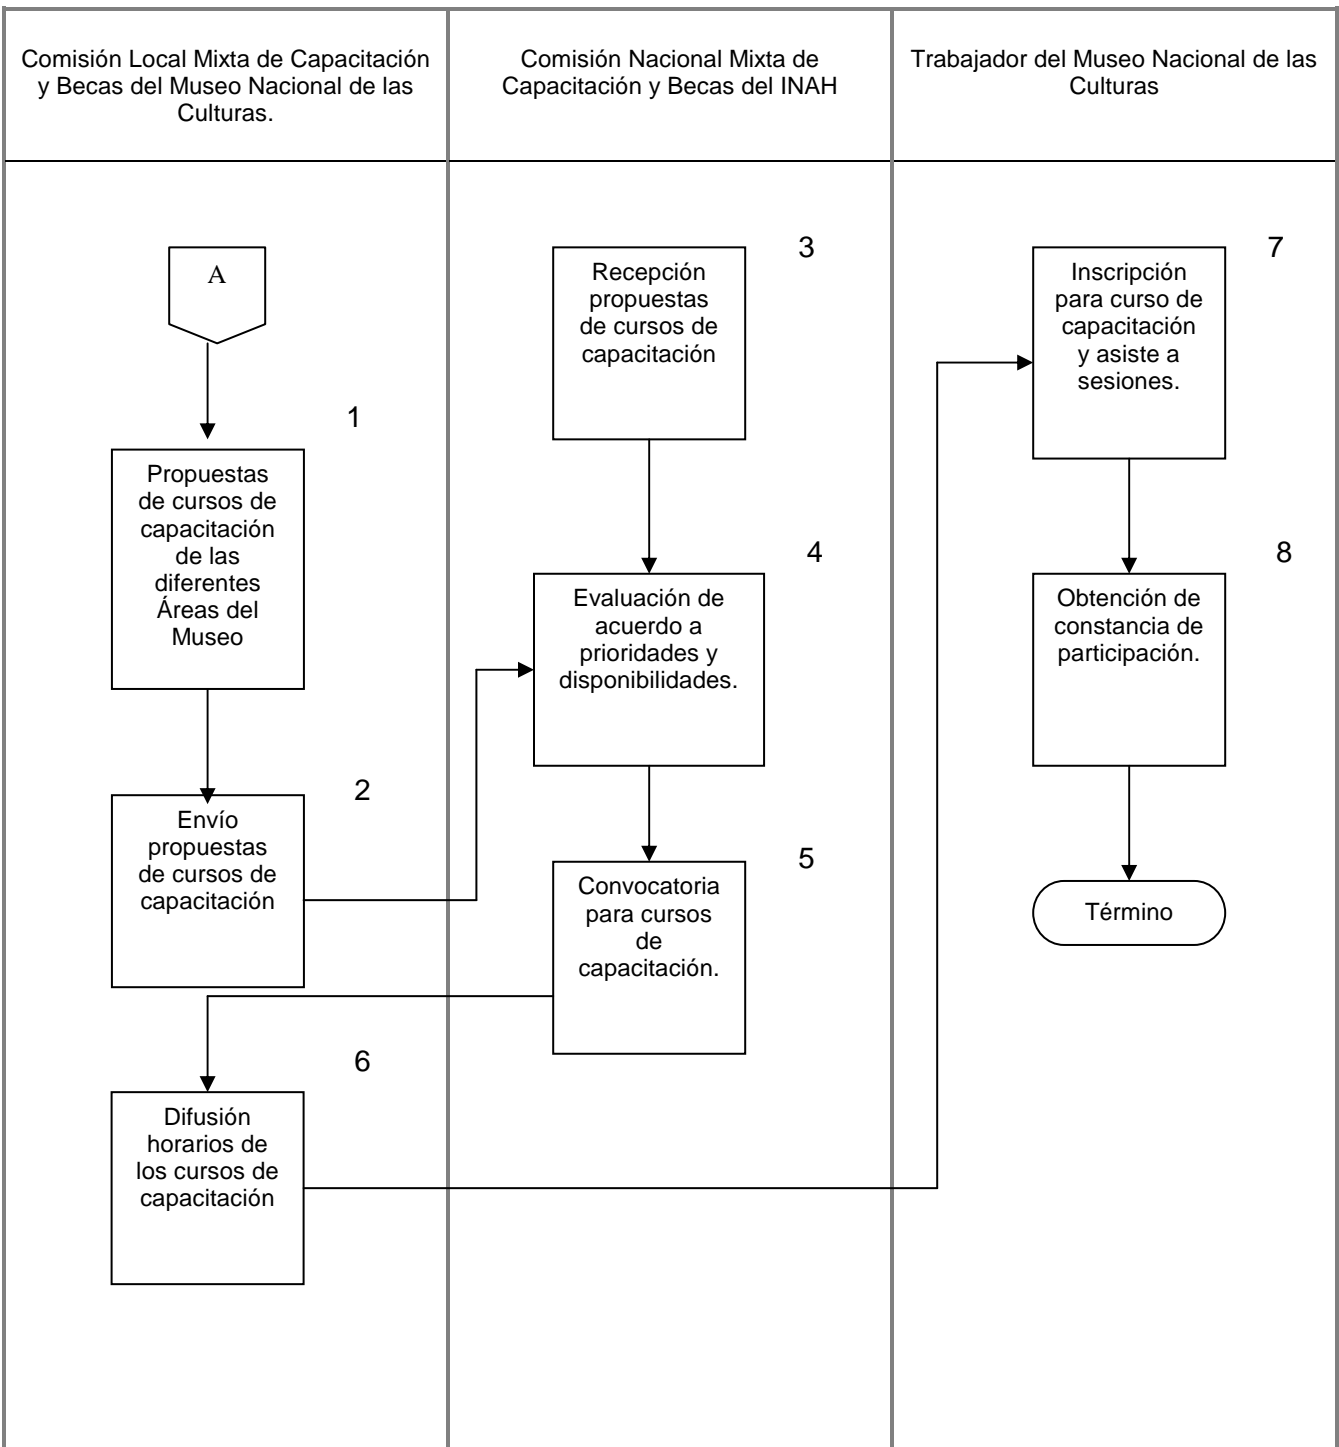 Comisión Local Mixta de Capacitación
y Becas del Museo Nacional de las
Culturas.
Comisión Nacional Mixta de
Capacitación y Becas del INAH
Trabajador del Museo Nacional de las
Culturas
A
1
Propuestas
de cursos de
capacitación
de las
diferentes
Áreas del
Museo
2
Envío
propuestas
de cursos de
capacitación
6
Difusión
horarios de
los cursos de
capacitación
3
Recepción
propuestas
de cursos de
capacitación
4
Evaluación de
acuerdo a
prioridades y
disponibilidades.
5
Convocatoria
para cursos
de
capacitación.
7
Inscripción
para curso de
capacitación
y asiste a
sesiones.
8
Obtención de
constancia de
participación.
Término